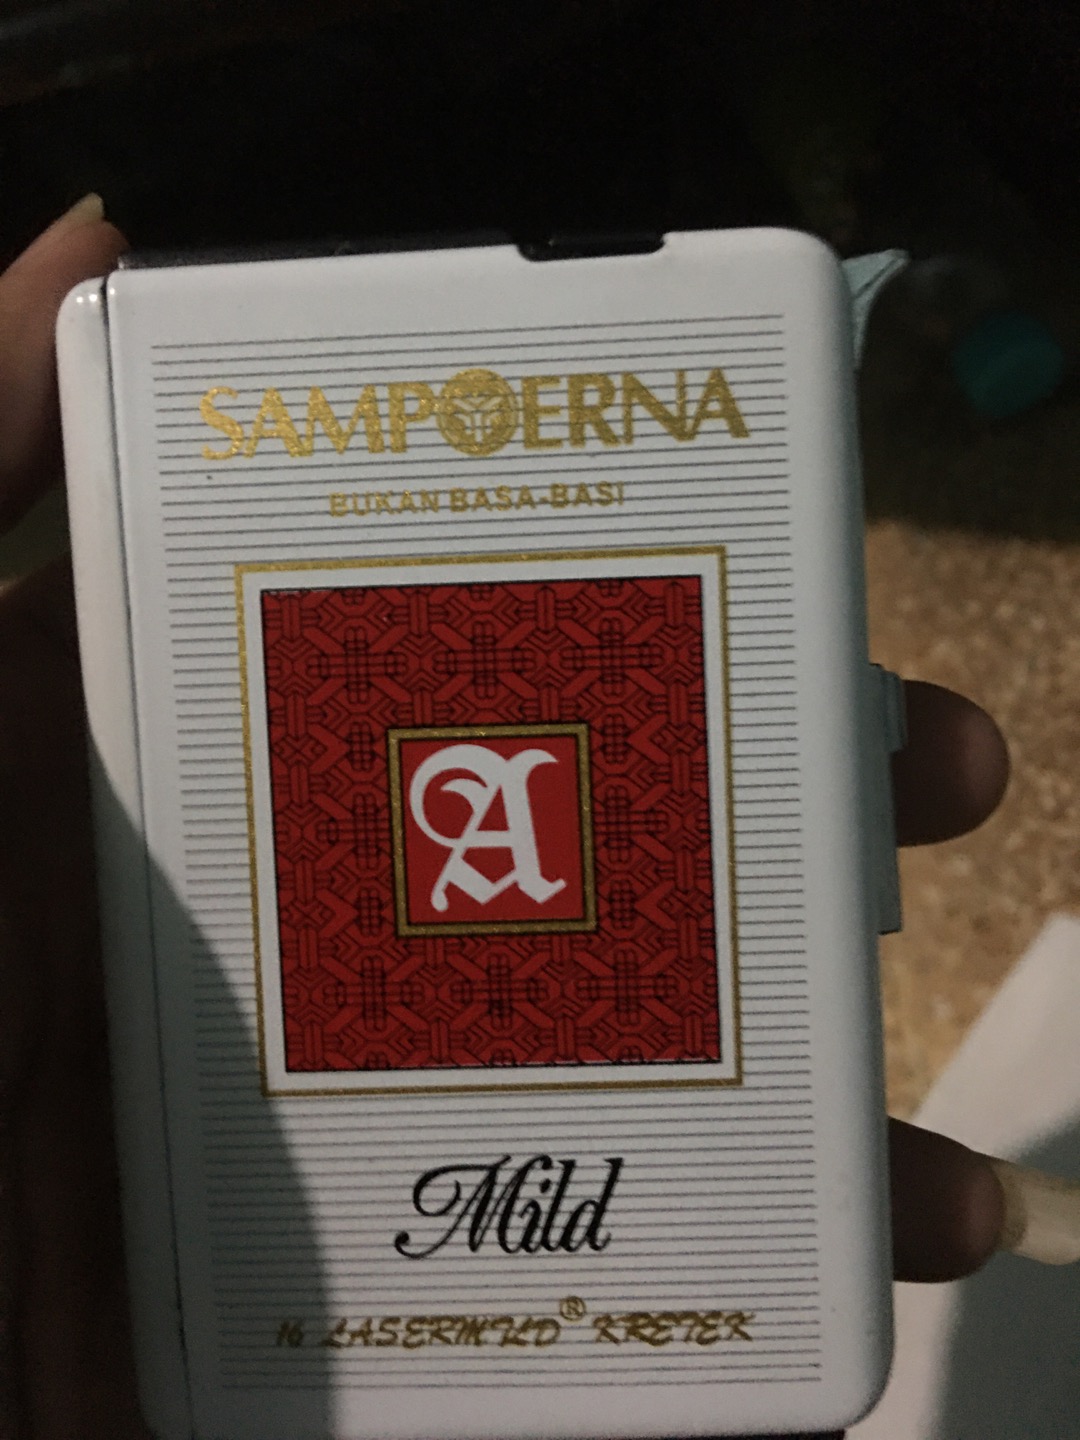 SAMPOERNA
BUKAN BASA-BASI
A
Mild
16 LASERMILD® KRETEK